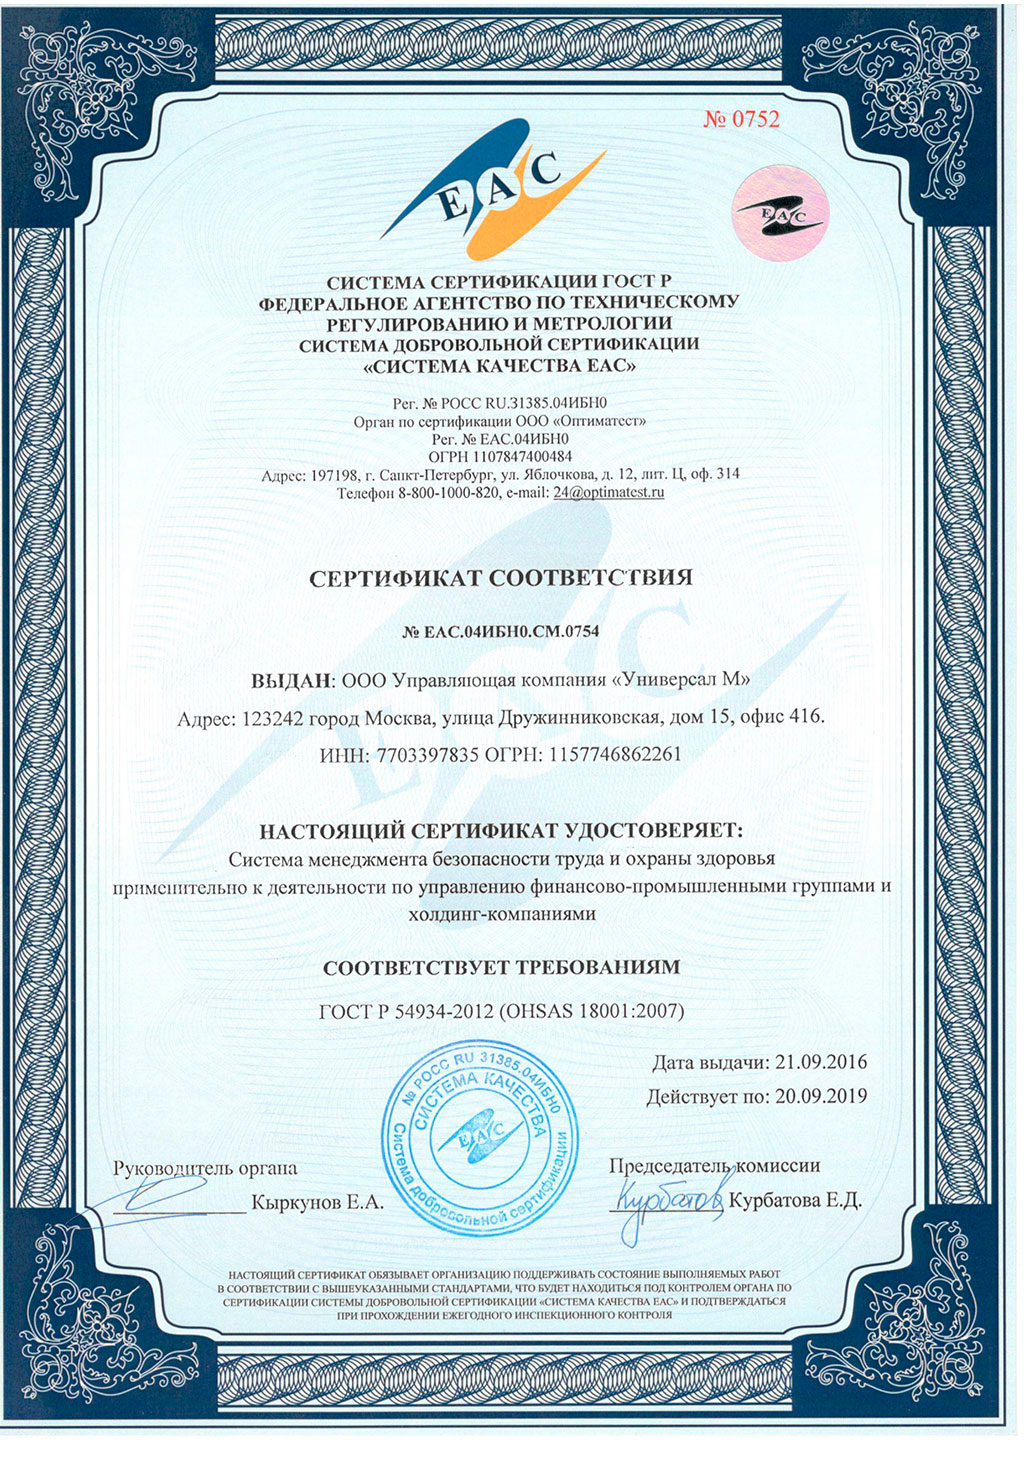 № 0752
ЕАС
ЕАС
СИСТЕМА СЕРТИФИКАЦИИ ГОСТ Р
ФЕДЕРАЛЬНОЕ АГЕНТСТВО ПО ТЕХНИЧЕСКОМУ
РЕГУЛИРОВАНИЮ И МЕТРОЛОГИИ
СИСТЕМА ДОБРОВОЛЬНОЙ СЕРТИФИКАЦИИ
«СИСТЕМА КАЧЕСТВА ЕАС»
Рег. № РОСС RU.31385.04ИБН0
Орган по сертификации ООО «Оптиматест»
Рег. № ЕАС.04ИБН0
ОГРН 1107847400484
Адрес: 197198, г. Санкт-Петербург, ул. Яблочкова, д. 12, лит. Ц, оф. 314
Телефон 8-800-1000-820, e-mail: 24@optimatest.ru
СЕРТИФИКАТ СООТВЕТСТВИЯ
№ ЕАС.04ИБН0.СМ.0754
ВЫДАН: ООО Управляющая компания «Универсал М»
Адрес: 123242 город Москва, улица Дружинниковская, дом 15, офис 416.
ИНН: 7703397835 ОГРН: 1157746862261
ЕАС
НАСТОЯЩИЙ СЕРТИФИКАТ УДОСТОВЕРЯЕТ:
Система менеджмента безопасности труда и охраны здоровья
применительно к деятельности по управлению финансово-промышленными группами и
холдинг-компаниями
СООТВЕТСТВУЕТ ТРЕБОВАНИЯМ
ГОСТ Р 54934-2012 (OHSAS 18001:2007)
Дата выдачи: 21.09.2016
Действует по: 20.09.2019
№ РОСС RU 31385.04ИБН0
СИСТЕМА КАЧЕСТВА
ЕАС
Система добровольной сертификации
Руководитель органа
Кыркунов Е.А.
Председатель комиссии
Курбатов Курбатова Е.Д.
НАСТОЯЩИЙ СЕРТИФИКАТ ОБЯЗЫВАЕТ ОРГАНИЗАЦИЮ ПОДДЕРЖИВАТЬ СОСТОЯНИЕ ВЫПОЛНЯЕМЫХ РАБОТ
В СООТВЕТСТВИИ С ВЫШЕУКАЗАННЫМИ СТАНДАРТАМИ, ЧТО БУДЕТ НАХОДИТЬСЯ ПОД КОНТРОЛЕМ ОРГАНА ПО
СЕРТИФИКАЦИИ СИСТЕМЫ ДОБРОВОЛЬНОЙ СЕРТИФИКАЦИИ «СИСТЕМА КАЧЕСТВА ЕАС» И ПОДТВЕРЖДАТЬСЯ
ПРИ ПРОХОЖДЕНИИ ЕЖЕГОДНОГО ИНСПЕКЦИОННОГО КОНТРОЛЯ